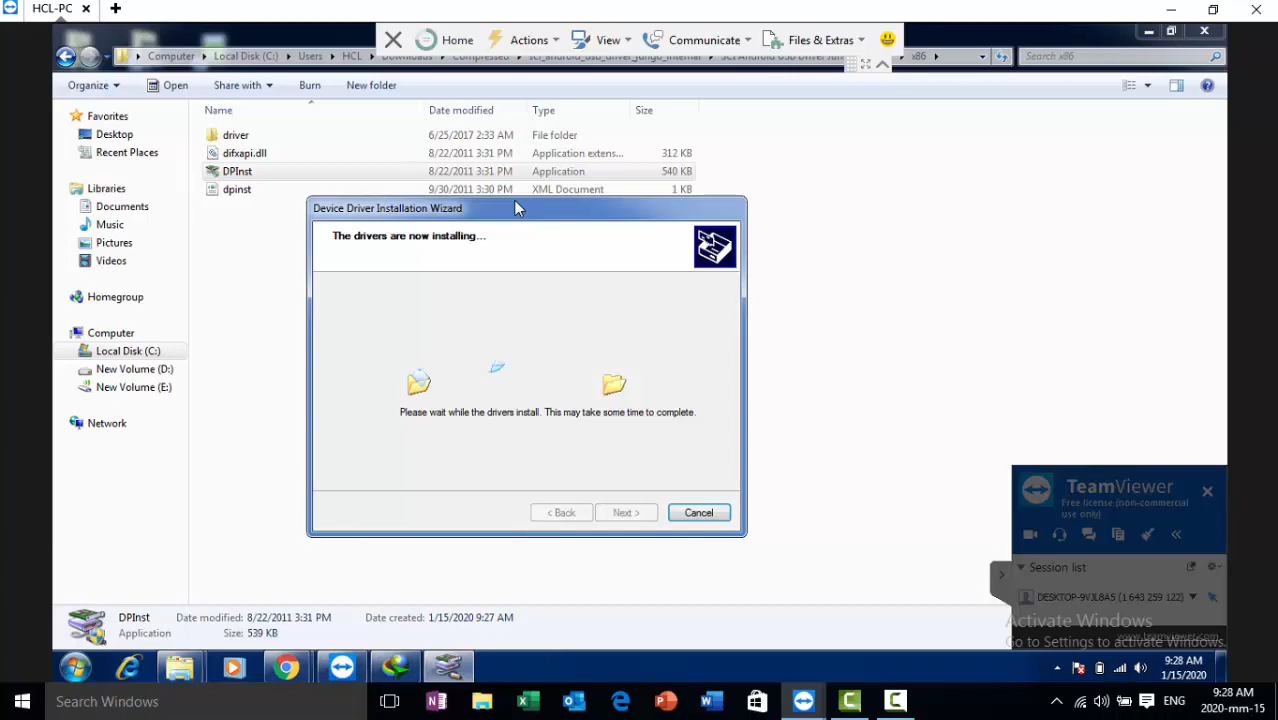 HCL-PC
Home
Actions
View
Communicate
Files & Extras
Computer
Local Disk (C:)
Users
HCL
Downloads
Compressed
x86
Search x86
Organize
Open
Share with
Burn
New folder
Name
Date modified
Type
Size
Favorites
Desktop
Recent Places
Libraries
Documents
Music
Pictures
Videos
Homegroup
Computer
Local Disk (C:)
New Volume (D:)
New Volume (E:)
Network
driver 6/25/2017 2:33 AM File folder
difxapi.dll 8/22/2011 3:31 PM Application extens... 312 KB
DPInst 8/22/2011 3:31 PM Application 540 KB
dpinst 9/30/2011 3:30 PM XML Document 1 KB
Device Driver Installation Wizard
The drivers are now installing...
Please wait while the drivers install. This may take some time to complete.
< Back
Next >
Cancel
TeamViewer
Free license (non-commercial
use only)
Session list
DESKTOP-9VJL8A5 (1 643 259 122)
www.teamviewer.com
Activate Windows
Go to Settings to activate Windows.
DPInst Date modified: 8/22/2011 3:31 PM Date created: 1/15/2020 9:27 AM
Application Size: 539 KB
9:28 AM
1/15/2020
Search Windows
ENG
9:28 AM
2020-mm-15